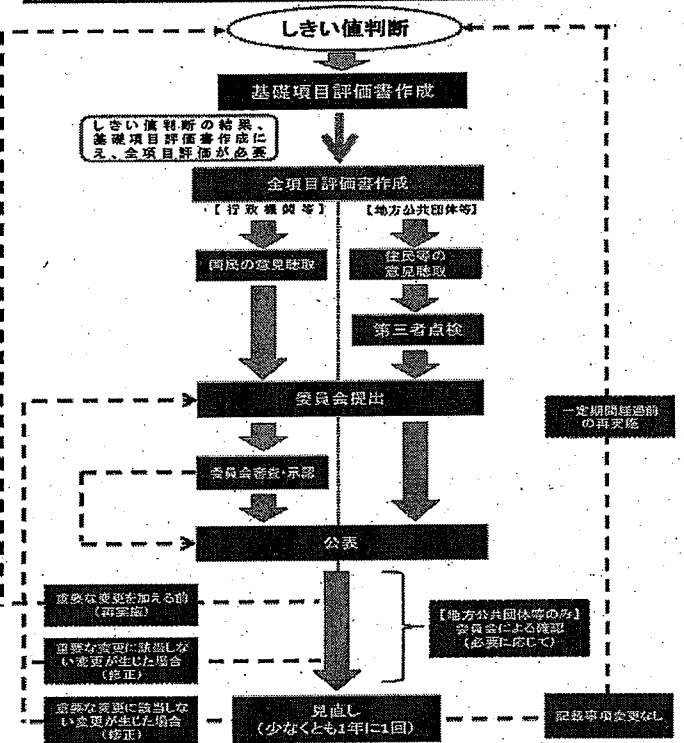 しきい値判断
基礎項目評価書作成
しきい値判断の結果、
基礎項目評価書作成に
え、全項目評価が必要
全項目評価書作成
【行政機関等】
【地方公共団体等】
国民の意見聴取
住民等の
意見聴取
第三者点検
委員会提出
一定期間経過前
の再実施
委員会審査・承認
公表
重要な変更を加える前
(再実施)
【地方公共団体等のみ】
委員会による確認
(必要に応じて)
重要な変更に該当しな
い変更が生じた場合
(修正)
重要な変更に該当しな
い変更が生じた場合
(修正)
見直し
(少なくとも1年に1回)
記載事項変更なし